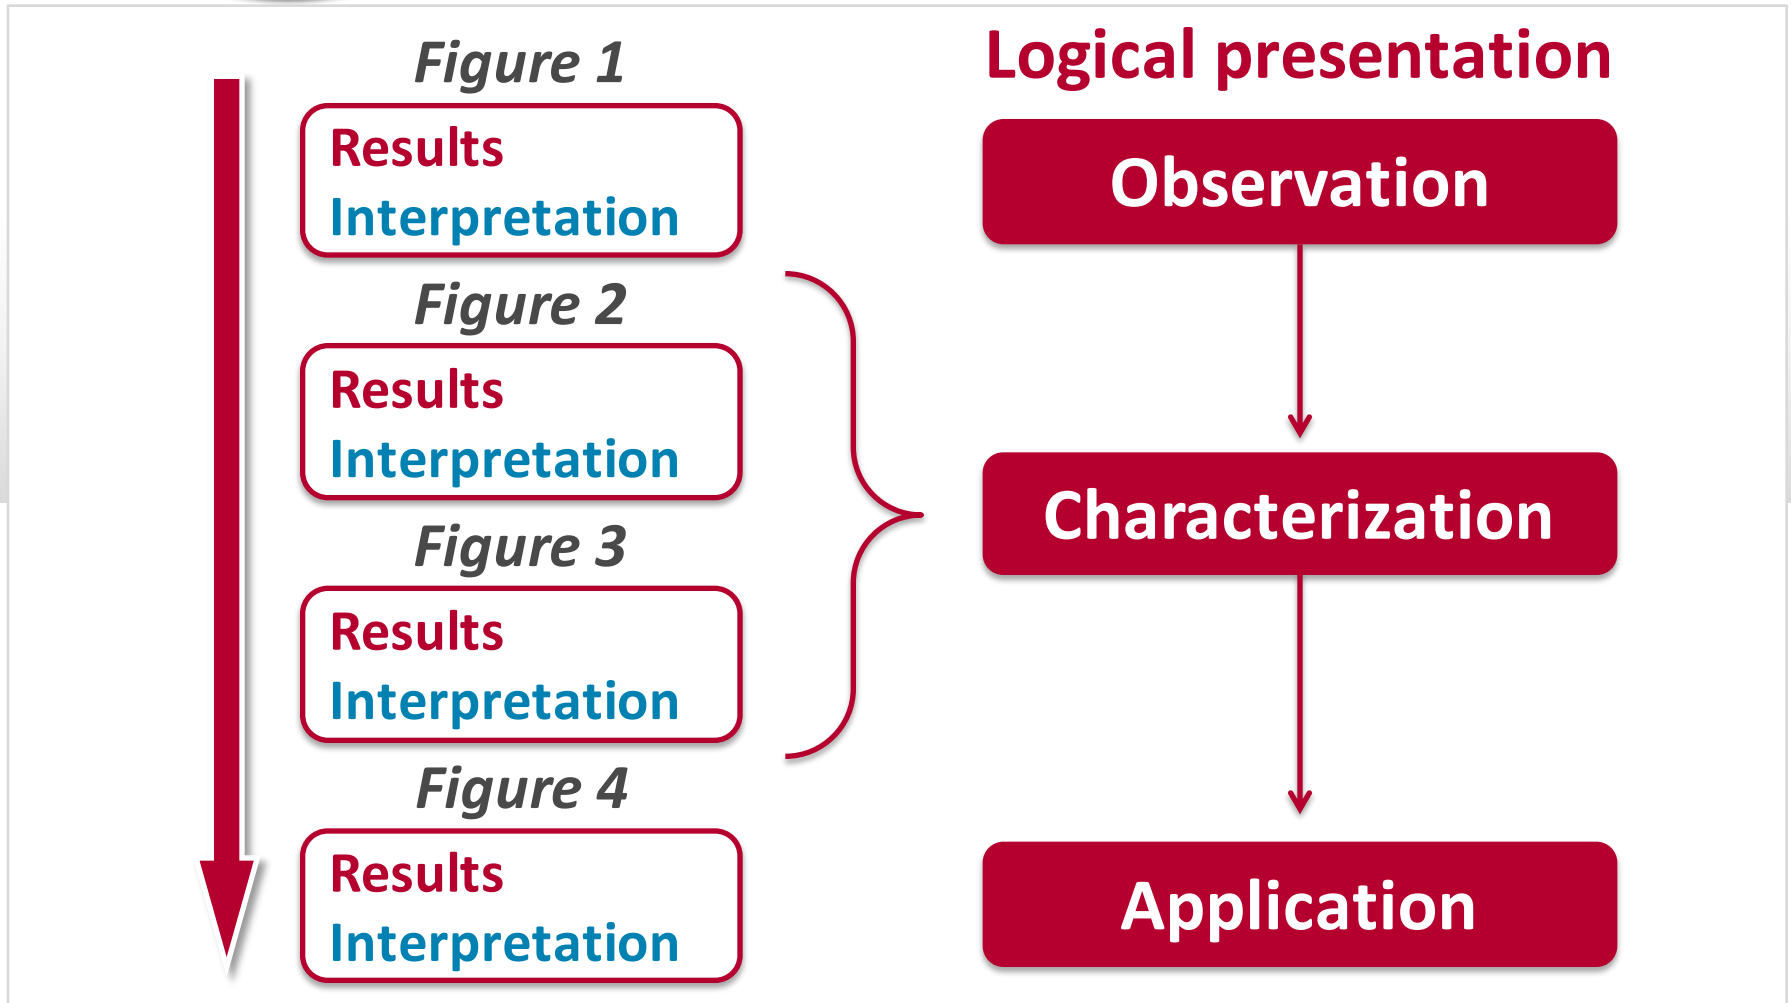 Figure 1
Results
Interpretation
Figure 2
Results
Interpretation
Figure 3
Results
Interpretation
Figure 4
Results
Interpretation
Logical presentation
Observation
Characterization
Application